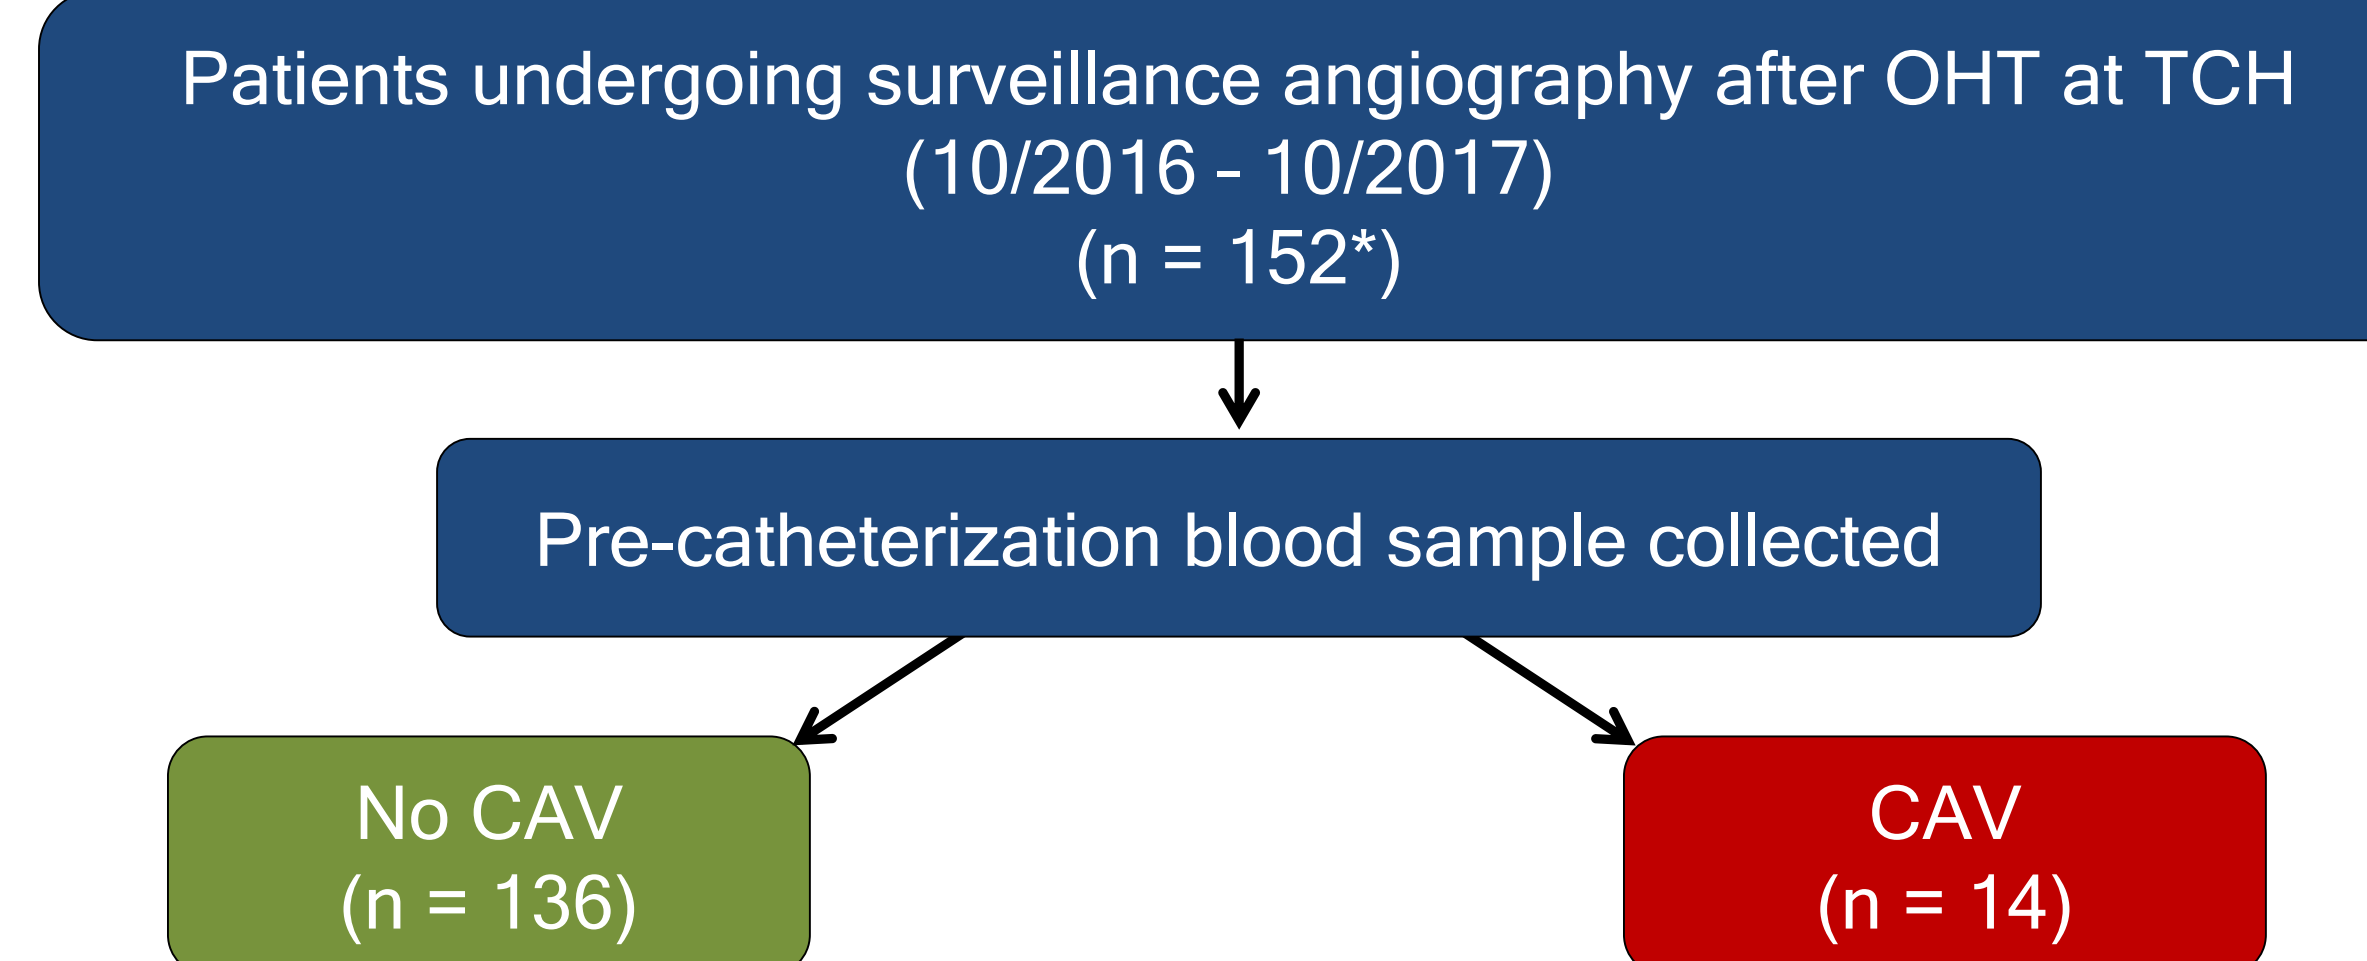 Patients undergoing surveillance angiography after OHT at TCH
(10/2016 - 10/2017)
(n = 152*)
Pre-catheterization blood sample collected
No CAV
(n = 136)
CAV
(n = 14)